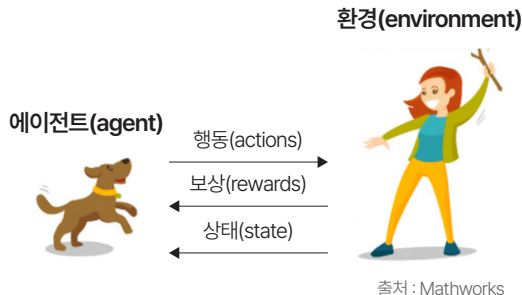 환경(environment)
에이전트(agent)
행동(actions)
보상(rewards)
상태(state)
출처 : Mathworks